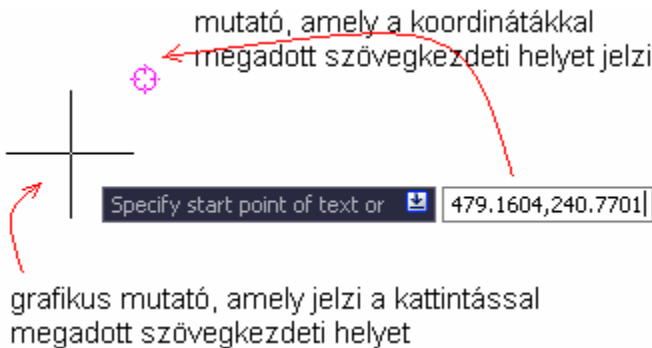 mutató, amely a koordinátákkal
megadott szövegkezdeti helyet jelzi
Specify start point of text or
479.1604,240.7701
grafikus mutató, amely jelzi a kattintással
megadott szövegkezdeti helyet